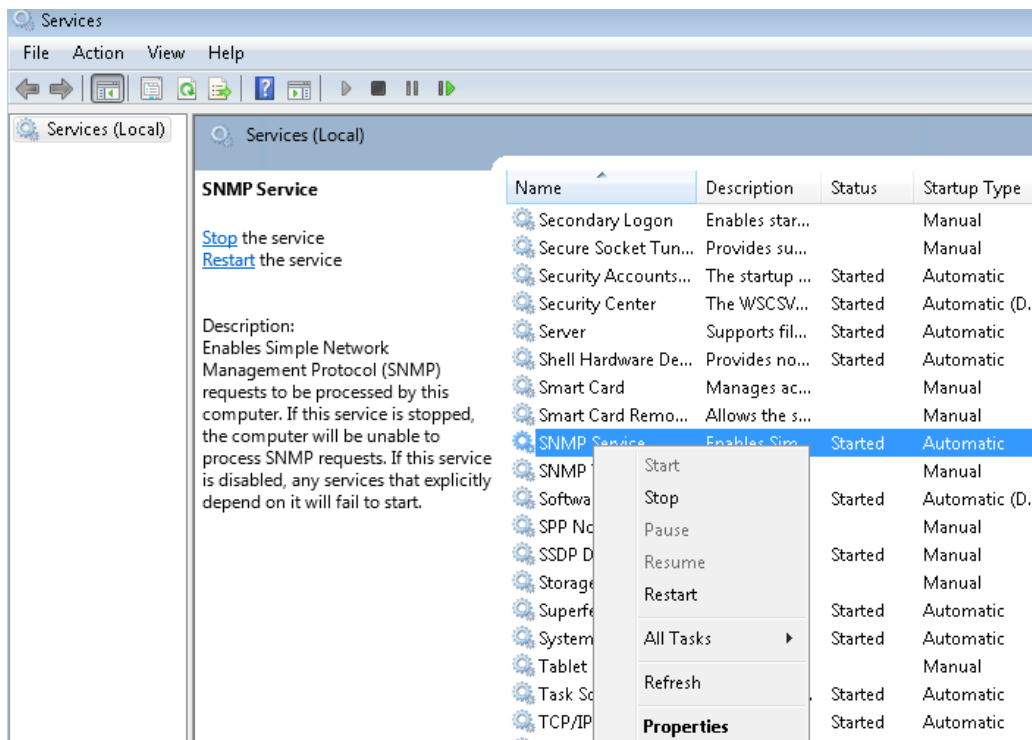 Services
File Action View Help
Services (Local)
Services (Local)
SNMP Service
Stop the service
Restart the service
Description:
Enables Simple Network
Management Protocol (SNMP)
requests to be processed by this
computer. If this service is stopped,
the computer will be unable to
process SNMP requests. If this service
is disabled, any services that explicitly
depend on it will fail to start.
Name Description Status Startup Type
Secondary Logon Enables star... Manual
Secure Socket Tun... Provides su... Manual
Security Accounts... The startup ... Started Automatic
Security Center The WSCSV... Started Automatic (D.
Server Supports fil... Started Automatic
Shell Hardware De... Provides no... Started Automatic
Smart Card Manages ac... Manual
Smart Card Remo... Allows the s... Manual
SNMP Service Enables Sim... Started Automatic
SNMP Manual
Softwa Started Automatic (D.
SPP No Manual
SSDP D Started Manual
Storage Manual
Superfe Started Automatic
System Started Automatic
Tablet Manual
Task Sc Started Automatic
TCP/IP Started Automatic
Start
Stop
Pause
Resume
Restart
All Tasks
Refresh
Properties